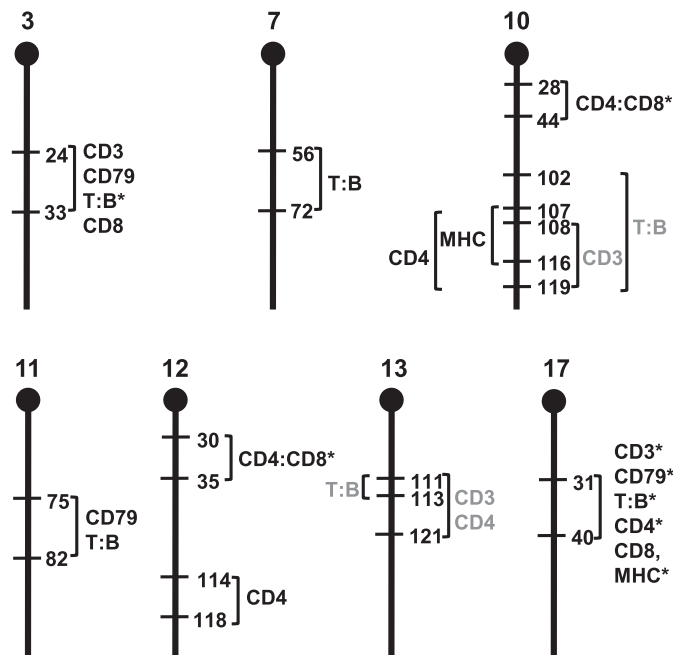 3
24
33
CD3
CD79
T:B*
CD8
7
56
72
T:B
10
28
44
CD4:CD8*
102
107
108
116
119
MHC
CD4
CD3
T:B
11
75
82
CD79
T:B
12
30
35
CD4:CD8*
114
118
CD4
13
T:B
111
113
121
CD3
CD4
17
31
40
CD3*
CD79*
T:B*
CD4*
CD8,
MHC*